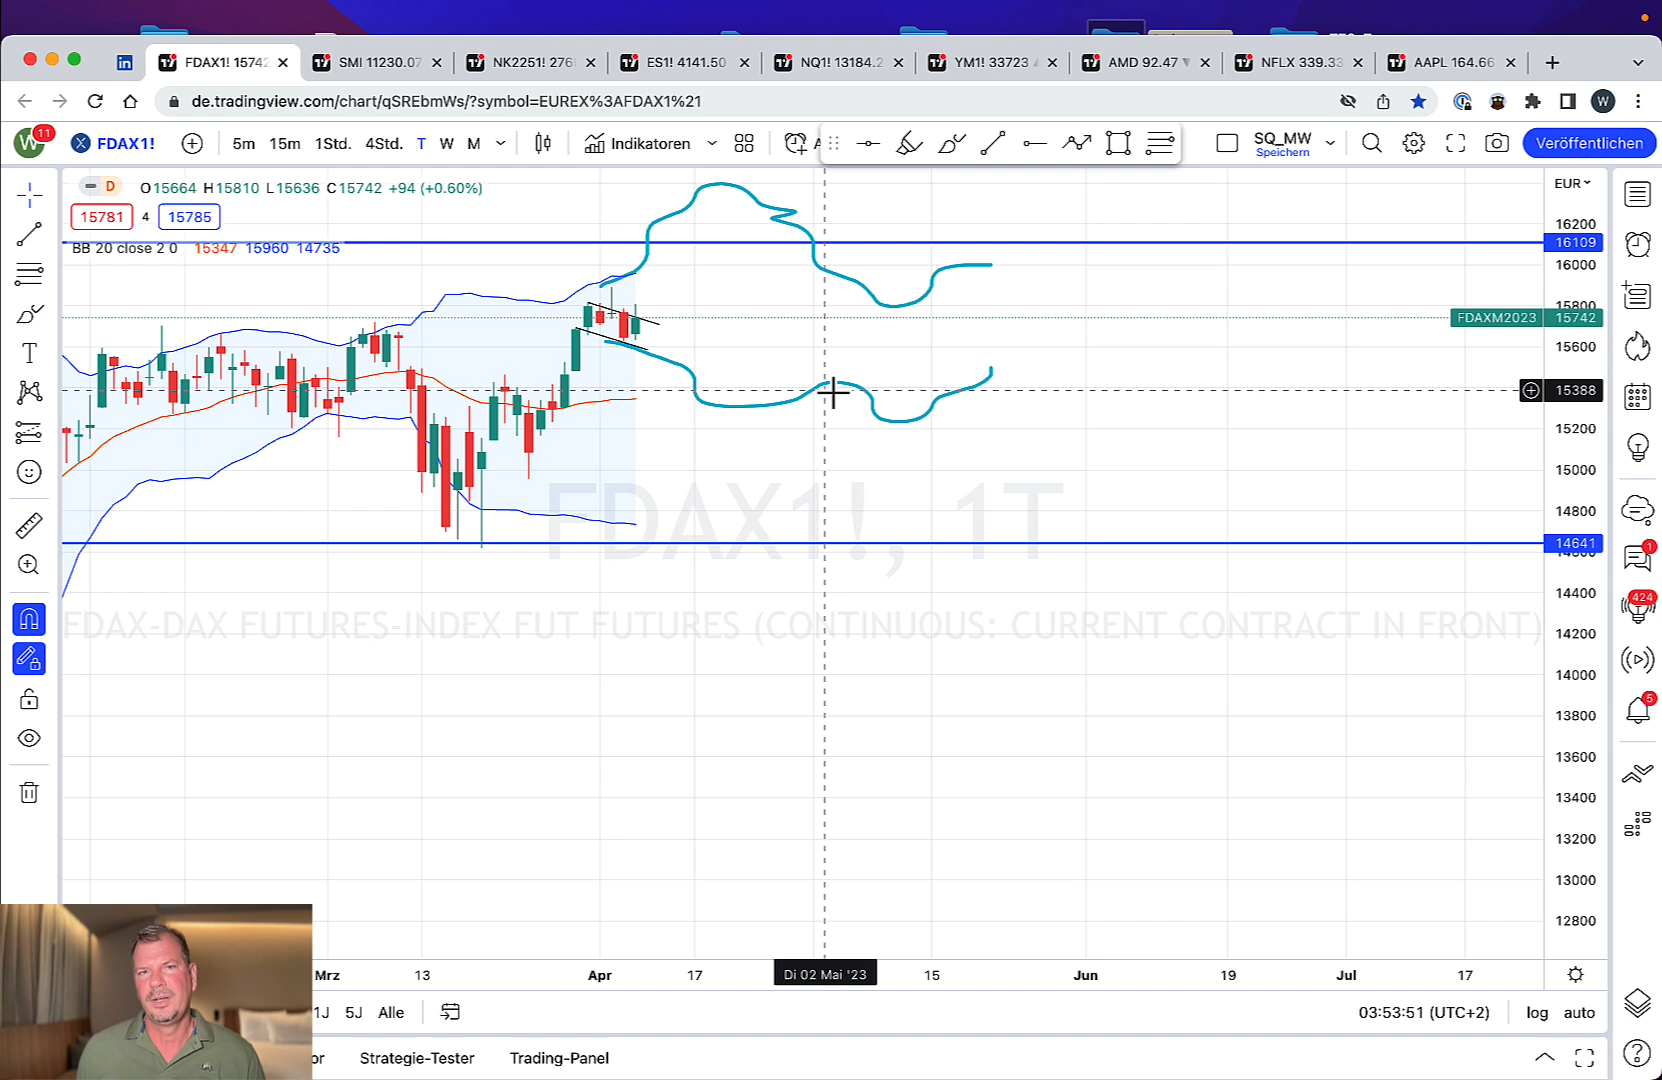 FDAX1! 15742
SMI 11230.07
NK2251! 276
ES1! 4141.50
NQ1! 13184.2
YM1! 33723
AMD 92.47
NFLX 339.33
AAPL 164.66
de.tradingview.com/chart/qSREbmWs/?symbol=EUREX%3AFDAX1%21
W
W
11
FDAX1!
5m 15m 1Std. 4Std. T W M
Indikatoren
SQ_MW
Speichern
Veröffentlichen
D O15664 H15810 L15636 C15742 +94 (+0.60%)
15781 4 15785
BB 20 close 2 0 15347 15960 14735
EUR
16200
16109
16000
15800
FDAXM2023 15742
15600
15388
15200
15000
14800
14641
14600
14400
14200
14000
13800
13600
13400
13200
13000
12800
FDAX1!, 1T
FDAX-DAX FUTURES-INDEX FUT FUTURES (CONTINUOUS: CURRENT CONTRACT IN FRONT)
1
424
5
Mrz 13 Apr 17 Di 02 Mai '23 15 Jun 19 Jul 17
1J 5J Alle
03:53:51 (UTC+2) log auto
Strategie-Tester Trading-Panel